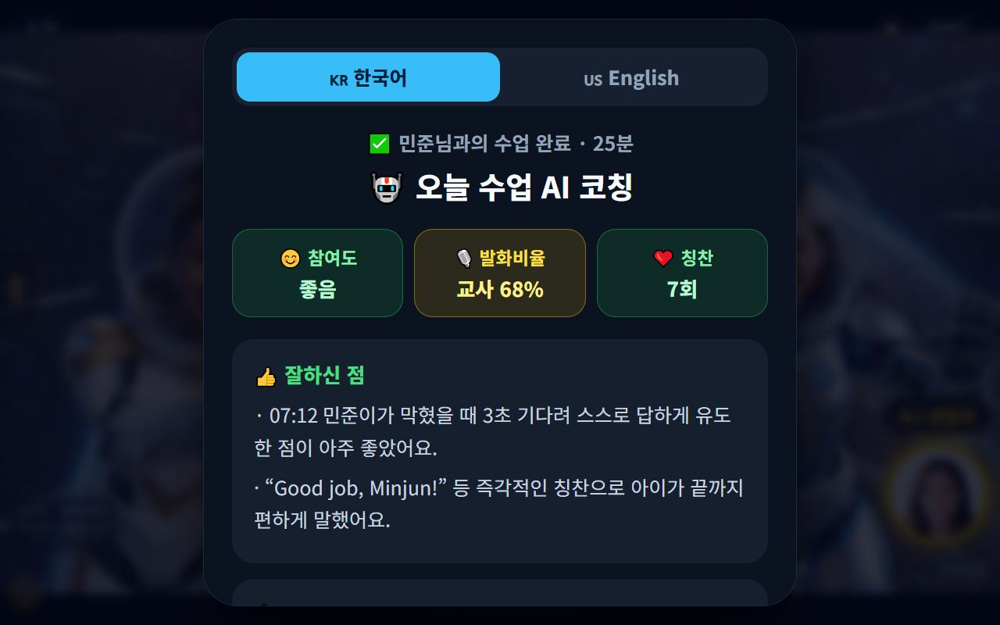 KR 한국어
US English
✅ 민준님과의 수업 완료 · 25분
🤖 오늘 수업 AI 코칭
😊 참여도
좋음
🎙️ 발화비율
교사 68%
❤️ 칭찬
7회
👍 잘하신 점
· 07:12 민준이가 막혔을 때 3초 기다려 스스로 답하게 유도
한 점이 아주 좋았어요.
· “Good job, Minjun!” 등 즉각적인 칭찬으로 아이가 끝까지
편하게 말했어요.